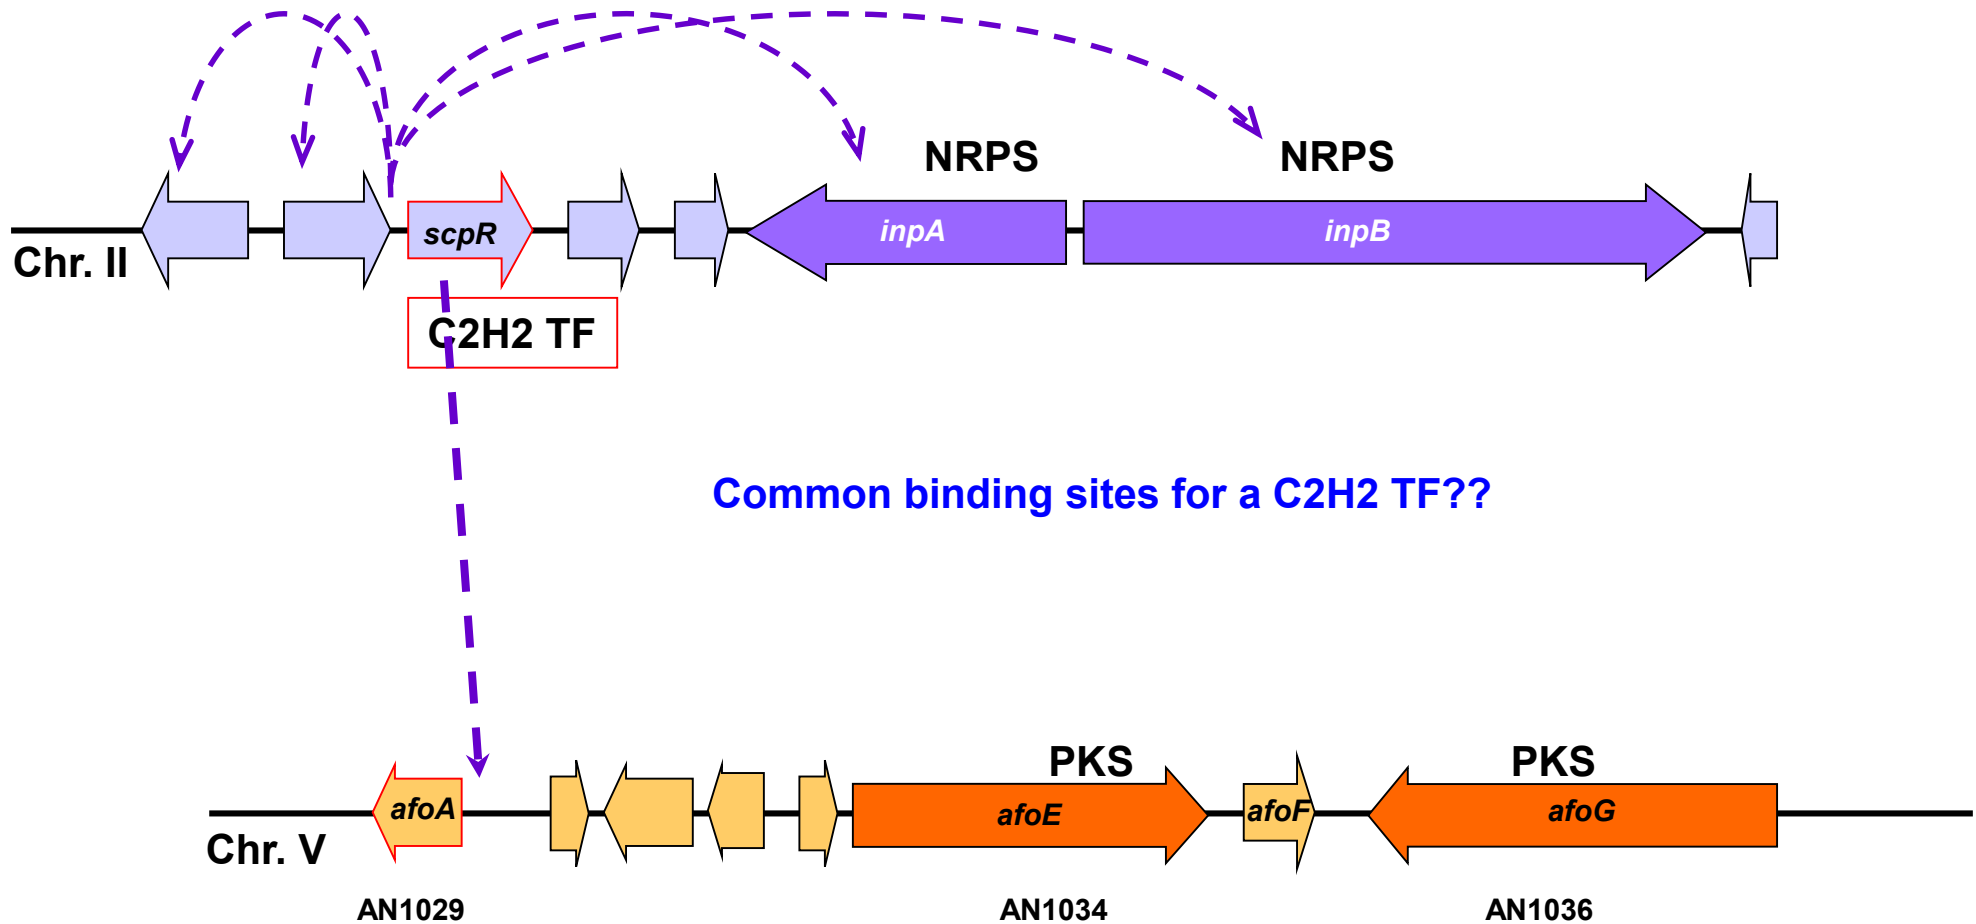 NRPS NRPS
scpR inpA inpB
Chr. II
C2H2 TF
Common binding sites for a C2H2 TF??
PKS PKS
afoA afoE afoF afoG
Chr. V
AN1029 AN1034 AN1036